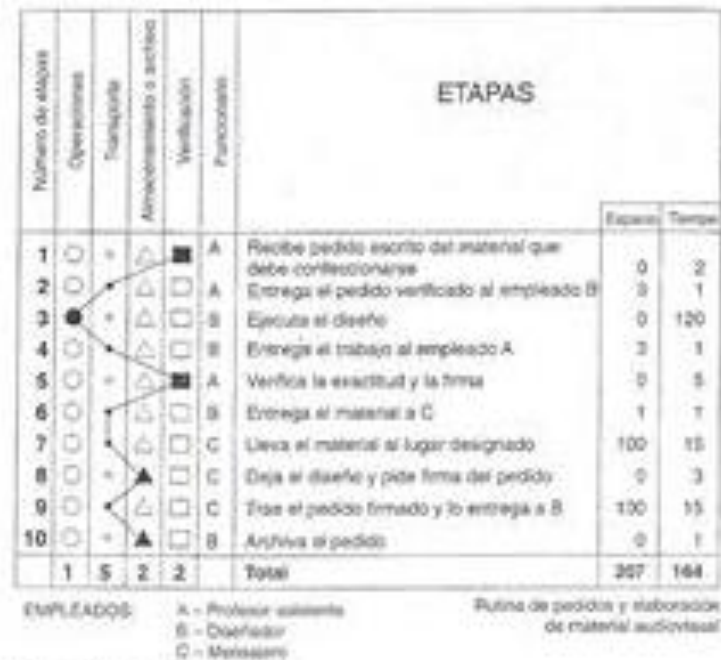 Número de etapas
Operaciones
Transporte
Almacenamiento o archivo
Verificación
Funcionario
ETAPAS
Espacio Tiempo
1 A Recibe pedido escrito del material que
debe confeccionarse 0 2
2 A Entrega el pedido verificado al empleado B 3 1
3 B Ejecuta el diseño 0 120
4 B Entrega el trabajo al empleado A 3 1
5 A Verifica la exactitud y la firma 0 5
6 B Entrega el material a C 1 1
7 C Lleva el material al lugar designado 100 15
8 C Deja el diseño y pide firma del pedido 0 3
9 C Trae el pedido firmado y lo entrega a B 100 15
10 B Archiva el pedido 0 1
1 5 2 2 Total 207 164
EMPLEADOS: A - Profesor asistente
B - Diseñador
C - Mensajero
Rutina de pedidos y elaboración
de material audiovisual